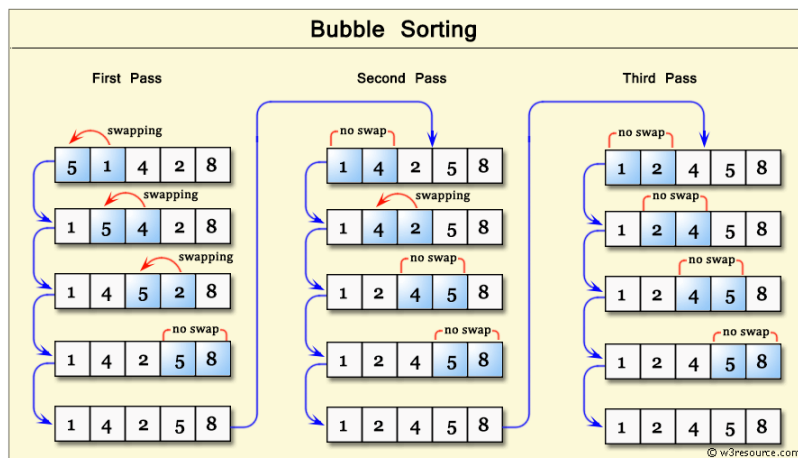 Bubble Sorting
First Pass
swapping
5 1 4 2 8
swapping
1 5 4 2 8
swapping
1 4 5 2 8
no swap
1 4 2 5 8
1 4 2 5 8
Second Pass
no swap
1 4 2 5 8
swapping
1 4 2 5 8
no swap
1 2 4 5 8
no swap
1 2 4 5 8
1 2 4 5 8
Third Pass
no swap
1 2 4 5 8
no swap
1 2 4 5 8
no swap
1 2 4 5 8
no swap
1 2 4 5 8
1 2 4 5 8
© w3resource.com